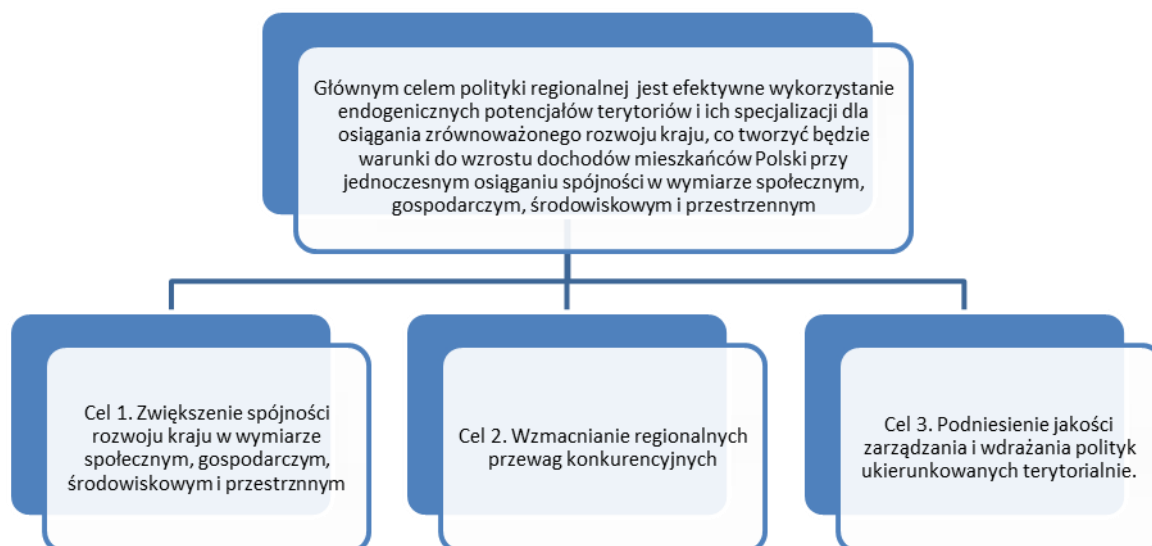 Głównym celem polityki regionalnej jest efektywne wykorzystanie
endogenicznych potencjałów terytoriów i ich specjalizacji dla
osiągania zrównoważonego rozwoju kraju, co tworzyć będzie
warunki do wzrostu dochodów mieszkańców Polski przy
jednoczesnym osiąganiu spójności w wymiarze społecznym,
gospodarczym, środowiskowym i przestrzennym
Cel 1. Zwiększenie spójności
rozwoju kraju w wymiarze
społecznym, gospodarczym,
środowiskowym i przestrznnym
Cel 2. Wzmacnianie regionalnych
przewag konkurencyjnych
Cel 3. Podniesienie jakości
zarządzania i wdrażania polityk
ukierunkowanych terytorialnie.